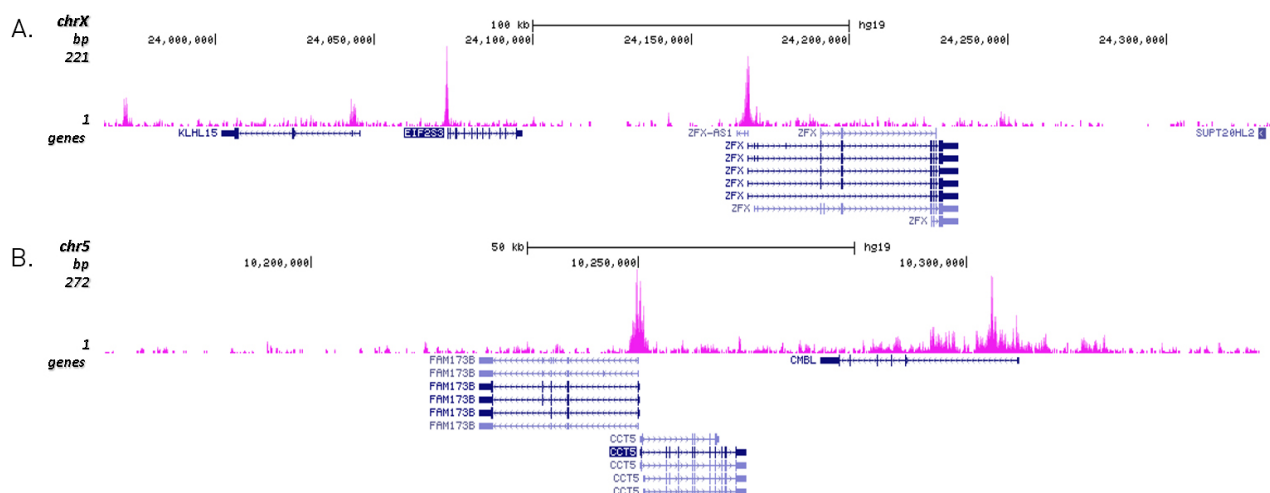 A.
chrX
100 kb hg19
bp 24,000,000 24,050,000 24,100,000 24,150,000 24,200,000 24,250,000 24,300,000
221
1
genes
KLHL15 EIF2S3 ZFX-AS1 ZFX SUPT20HL2
ZFX
ZFX
ZFX
ZFX
ZFX
ZFX
ZFX
B.
chr5
50 kb hg19
bp 10,200,000 10,250,000 10,300,000
272
1
genes
FAM173B CMBL
FAM173B
FAM173B
FAM173B
FAM173B
FAM173B
CCT5
CCT5
CCT5
CCT5
CCT5